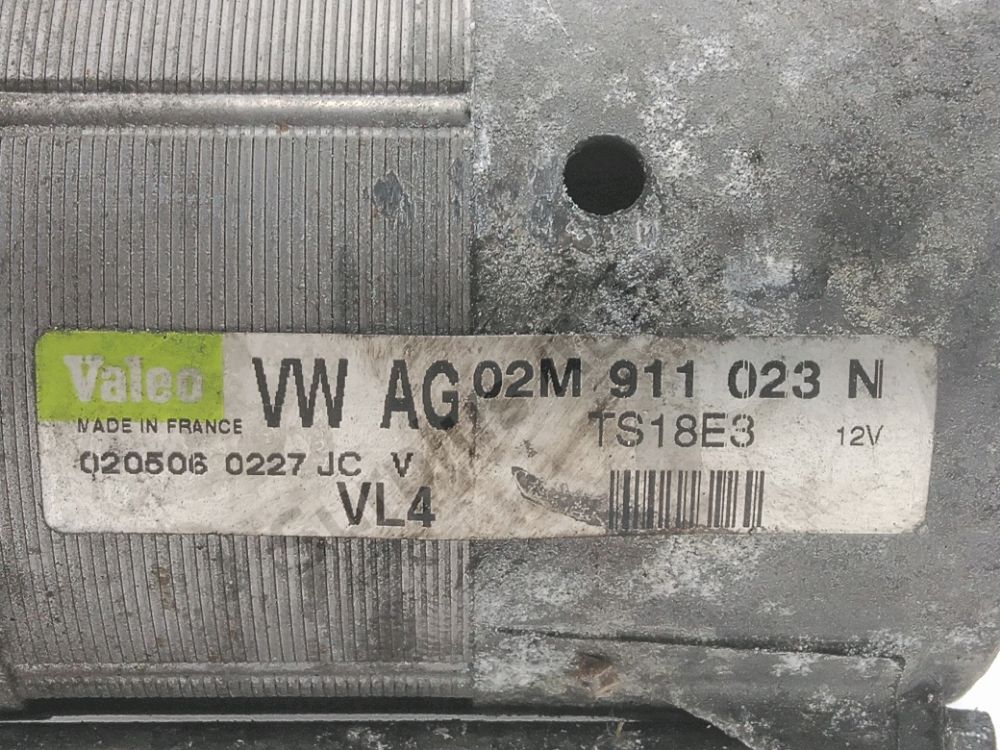 Valeo VW AG 02M 911 023 N
MADE IN FRANCE TS18E3 12V
020506 0227 JC V
VL4